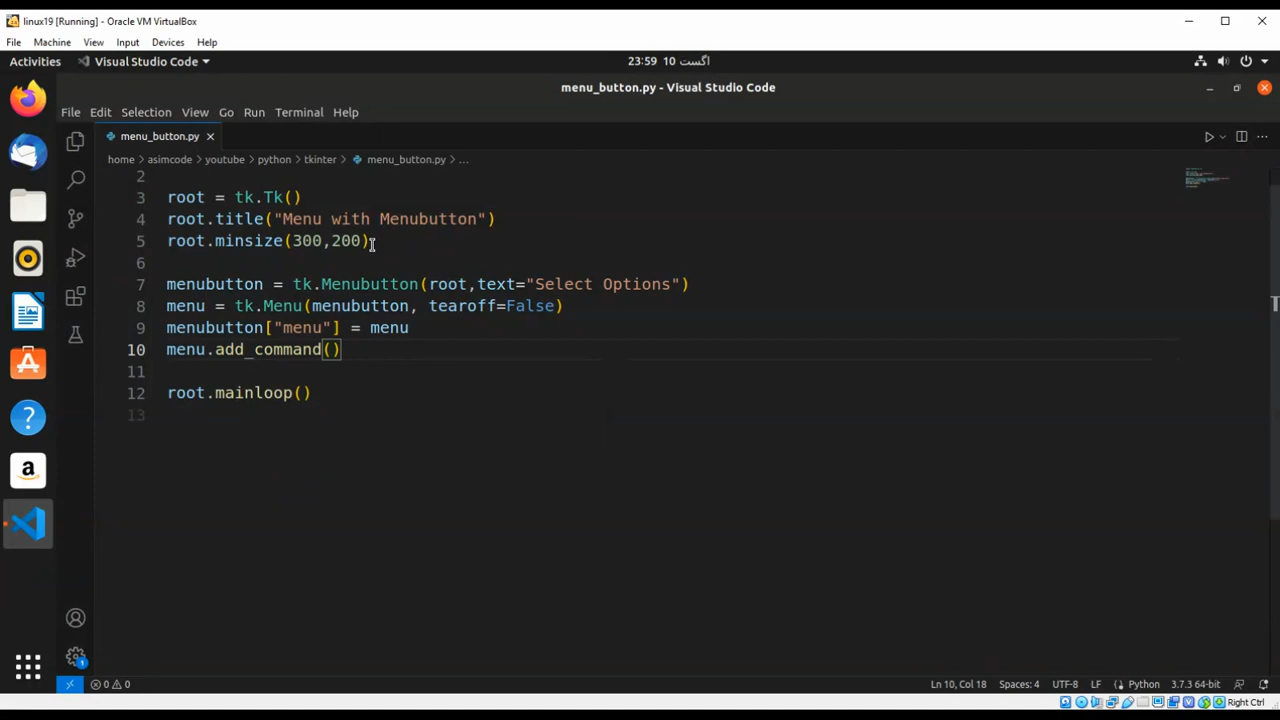 linux19 [Running] - Oracle VM VirtualBox
File Machine View Input Devices Help
Activities Visual Studio Code 23:59 10 اگست
menu_button.py - Visual Studio Code
File Edit Selection View Go Run Terminal Help
menu_button.py
home > asimcode > youtube > python > tkinter > menu_button.py > ...
2
3 root = tk.Tk()
4 root.title("Menu with Menubutton")
5 root.minsize(300,200)
6
7 menubutton = tk.Menubutton(root,text="Select Options")
8 menu = tk.Menu(menubutton, tearoff=False)
9 menubutton["menu"] = menu
10 menu.add_command()
11
12 root.mainloop()
13
0 0 Ln 10, Col 18 Spaces: 4 UTF-8 LF Python 3.7.3 64-bit
Right Ctrl